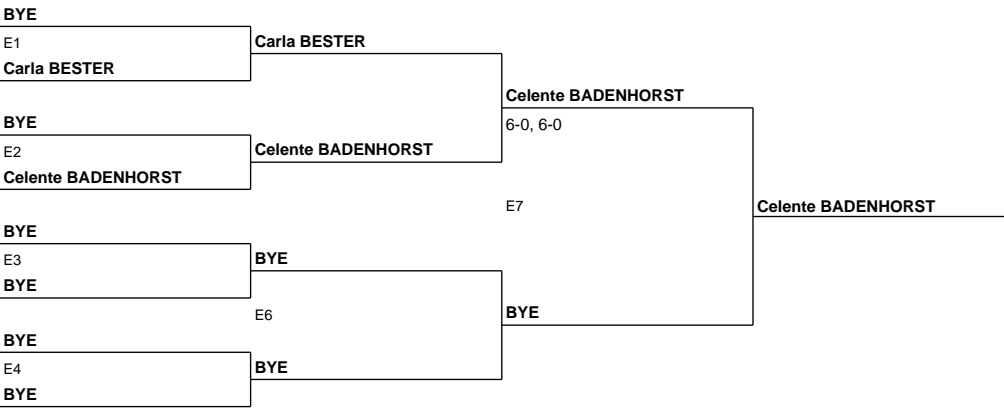 BYE
E1
Carla BESTER
Carla BESTER
Celente BADENHORST
6-0, 6-0
BYE
E2
Celente BADENHORST
Celente BADENHORST
E7
Celente BADENHORST
BYE
E3
BYE
BYE
E6
BYE
BYE
E4
BYE
BYE